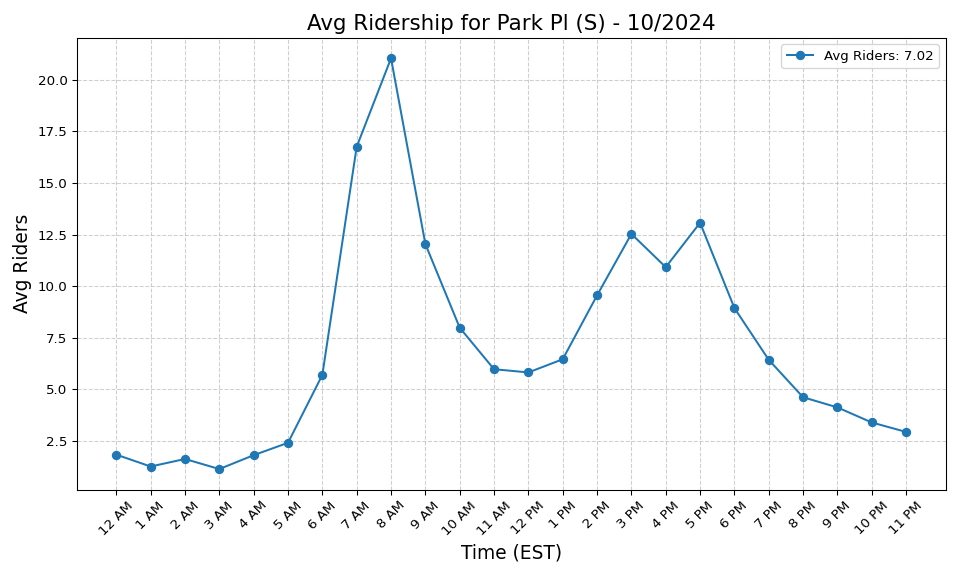 Avg Ridership for Park Pl (S) - 10/2024
Avg Riders: 7.02
Avg Riders
20.0
17.5
15.0
12.5
10.0
7.5
5.0
2.5
12 AM
1 AM
2 AM
3 AM
4 AM
5 AM
6 AM
7 AM
8 AM
9 AM
10 AM
11 AM
12 PM
1 PM
2 PM
3 PM
4 PM
5 PM
6 PM
7 PM
8 PM
9 PM
10 PM
11 PM
Time (EST)